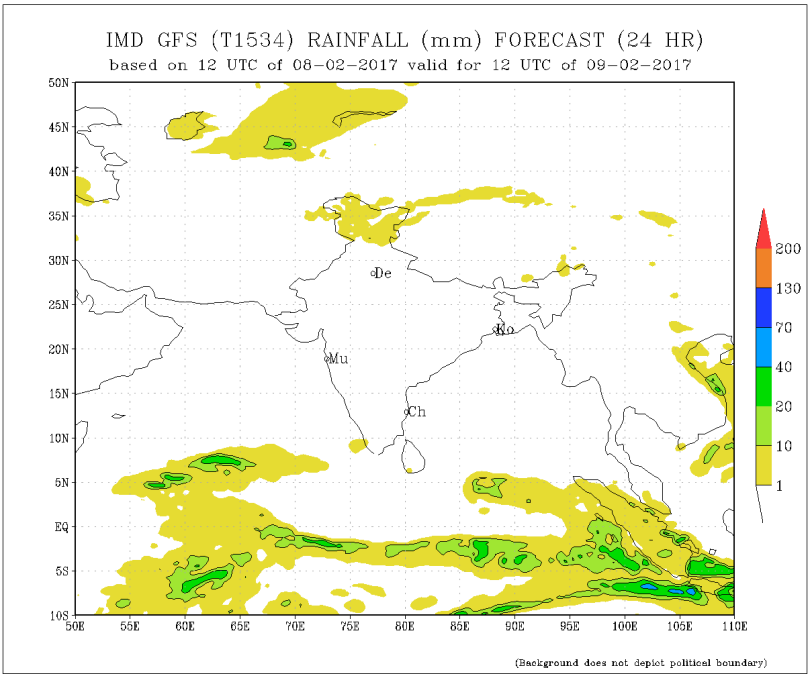 IMD GFS (T1534) RAINFALL (mm) FORECAST (24 HR)
based on 12 UTC of 08-02-2017 valid for 12 UTC of 09-02-2017
50N
45N
40N
35N
30N
25N
20N
15N
10N
5N
EQ
5S
10S
De
Ko
Mu
Ch
200
130
70
40
20
10
1
50E 55E 60E 65E 70E 75E 80E 85E 90E 95E 100E 105E 110E
(Background does not depict political boundary)